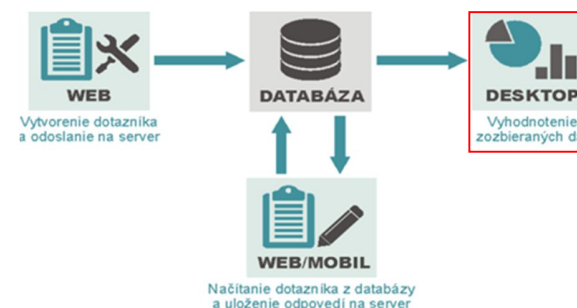 WEB
Vytvorenie dotazníka
a odoslanie na server
DATABÁZA
DESKTOP
Vyhodnotenie
zozbieraných
WEB/MOBIL
Načítanie dotazníka z databázy
a uloženie odpovedí na server